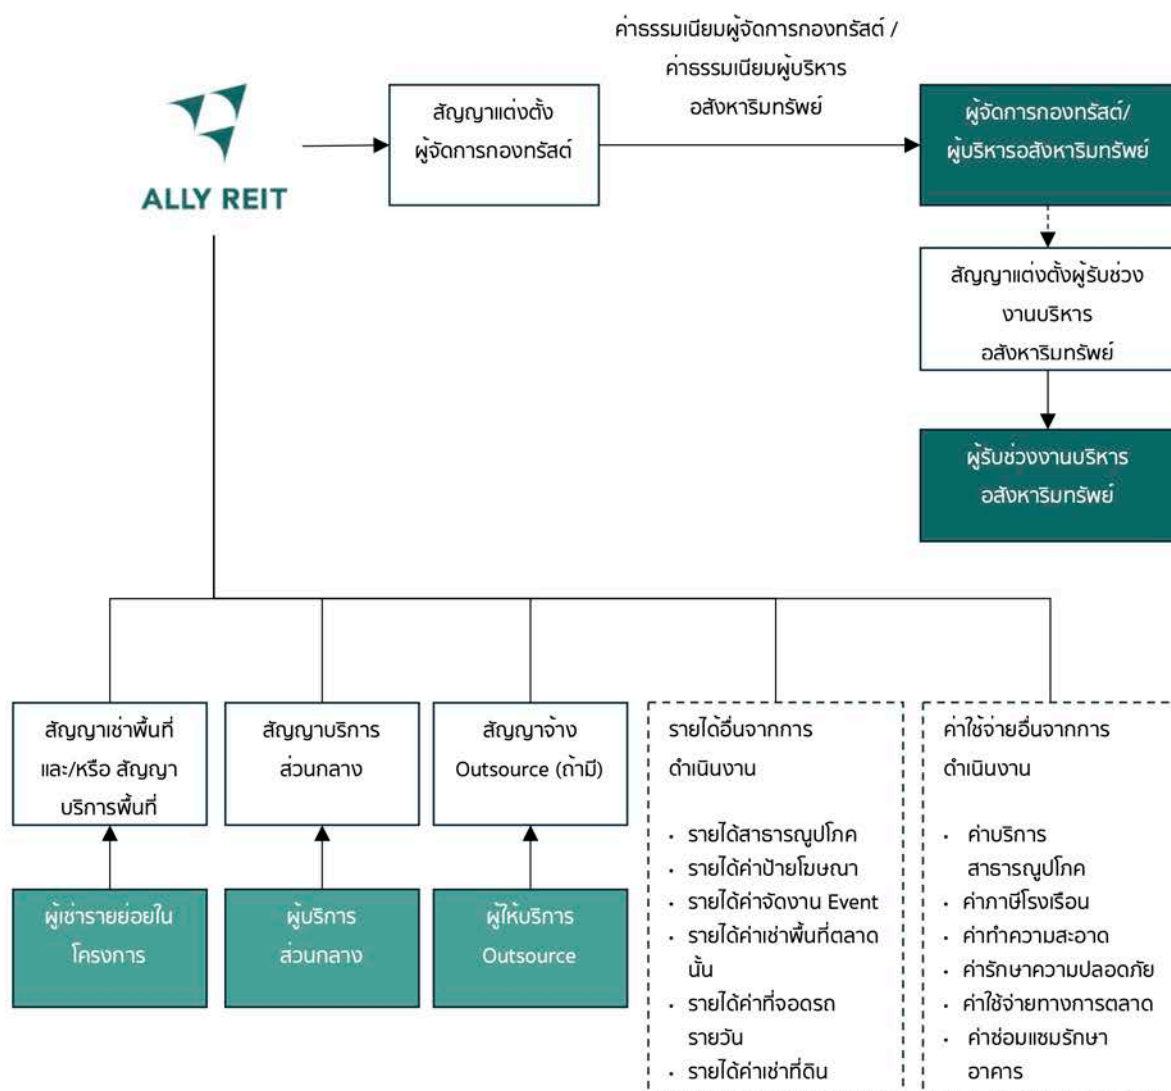 ค่าธรรมเนียมผู้จัดการกองทรัสต์ /
ค่าธรรมเนียมผู้บริหาร
อสังหาริมทรัพย์
ALLY REIT
สัญญาแต่งตั้ง
ผู้จัดการกองทรัสต์
ผู้จัดการกองทรัสต์/
ผู้บริหารอสังหาริมทรัพย์
สัญญาแต่งตั้งผู้รับช่วง
งานบริหาร
อสังหาริมทรัพย์
ผู้รับช่วงงานบริหาร
อสังหาริมทรัพย์
สัญญาเช่าพื้นที่
และ/หรือ สัญญา
บริการพื้นที่
ผู้เช่ารายย่อยใน
โครงการ
สัญญาบริการ
ส่วนกลาง
ผู้บริการ
ส่วนกลาง
สัญญาจ้าง
Outsource (ถ้ามี)
ผู้ให้บริการ
Outsource
รายได้อื่นจากการ
ดำเนินงาน
• รายได้สาธารณูปโภค
• รายได้ค่าป้ายโฆษณา
• รายได้ค่าจัดงาน Event
• รายได้ค่าเช่าพื้นที่ตลาด
นั้น
• รายได้ค่าที่จอดรถ
รายวัน
• รายได้ค่าเช่าที่ดิน
ค่าใช้จ่ายอื่นจากการ
ดำเนินงาน
• ค่าบริการ
สาธารณูปโภค
• ค่าภาษีโรงเรือน
• ค่าทำความสะอาด
• ค่ารักษาความปลอดภัย
• ค่าใช้จ่ายทางการตลาด
• ค่าซ่อมแซมรักษา
อาคาร